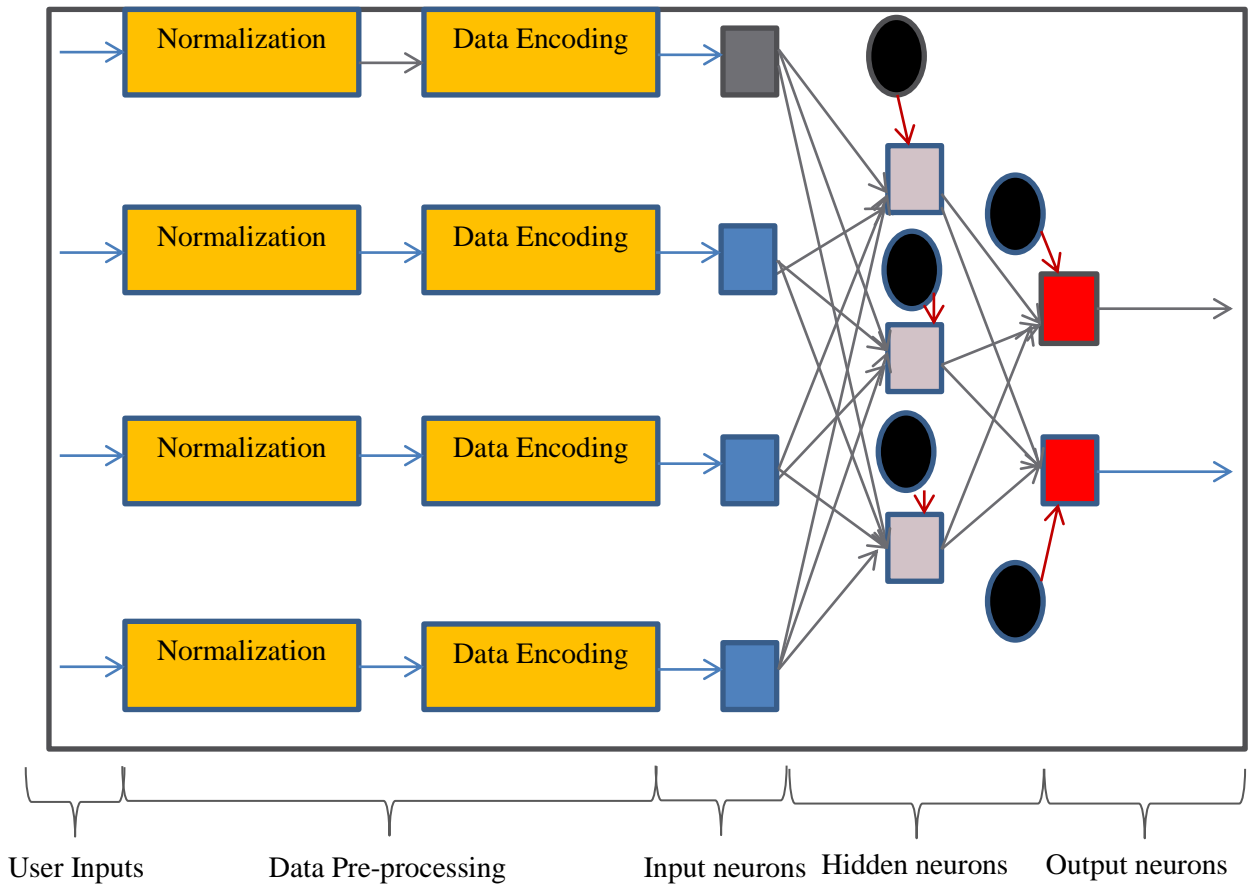 Normalization
Data Encoding
Normalization
Data Encoding
Normalization
Data Encoding
Normalization
Data Encoding
User Inputs
Data Pre-processing
Input neurons
Hidden neurons
Output neurons